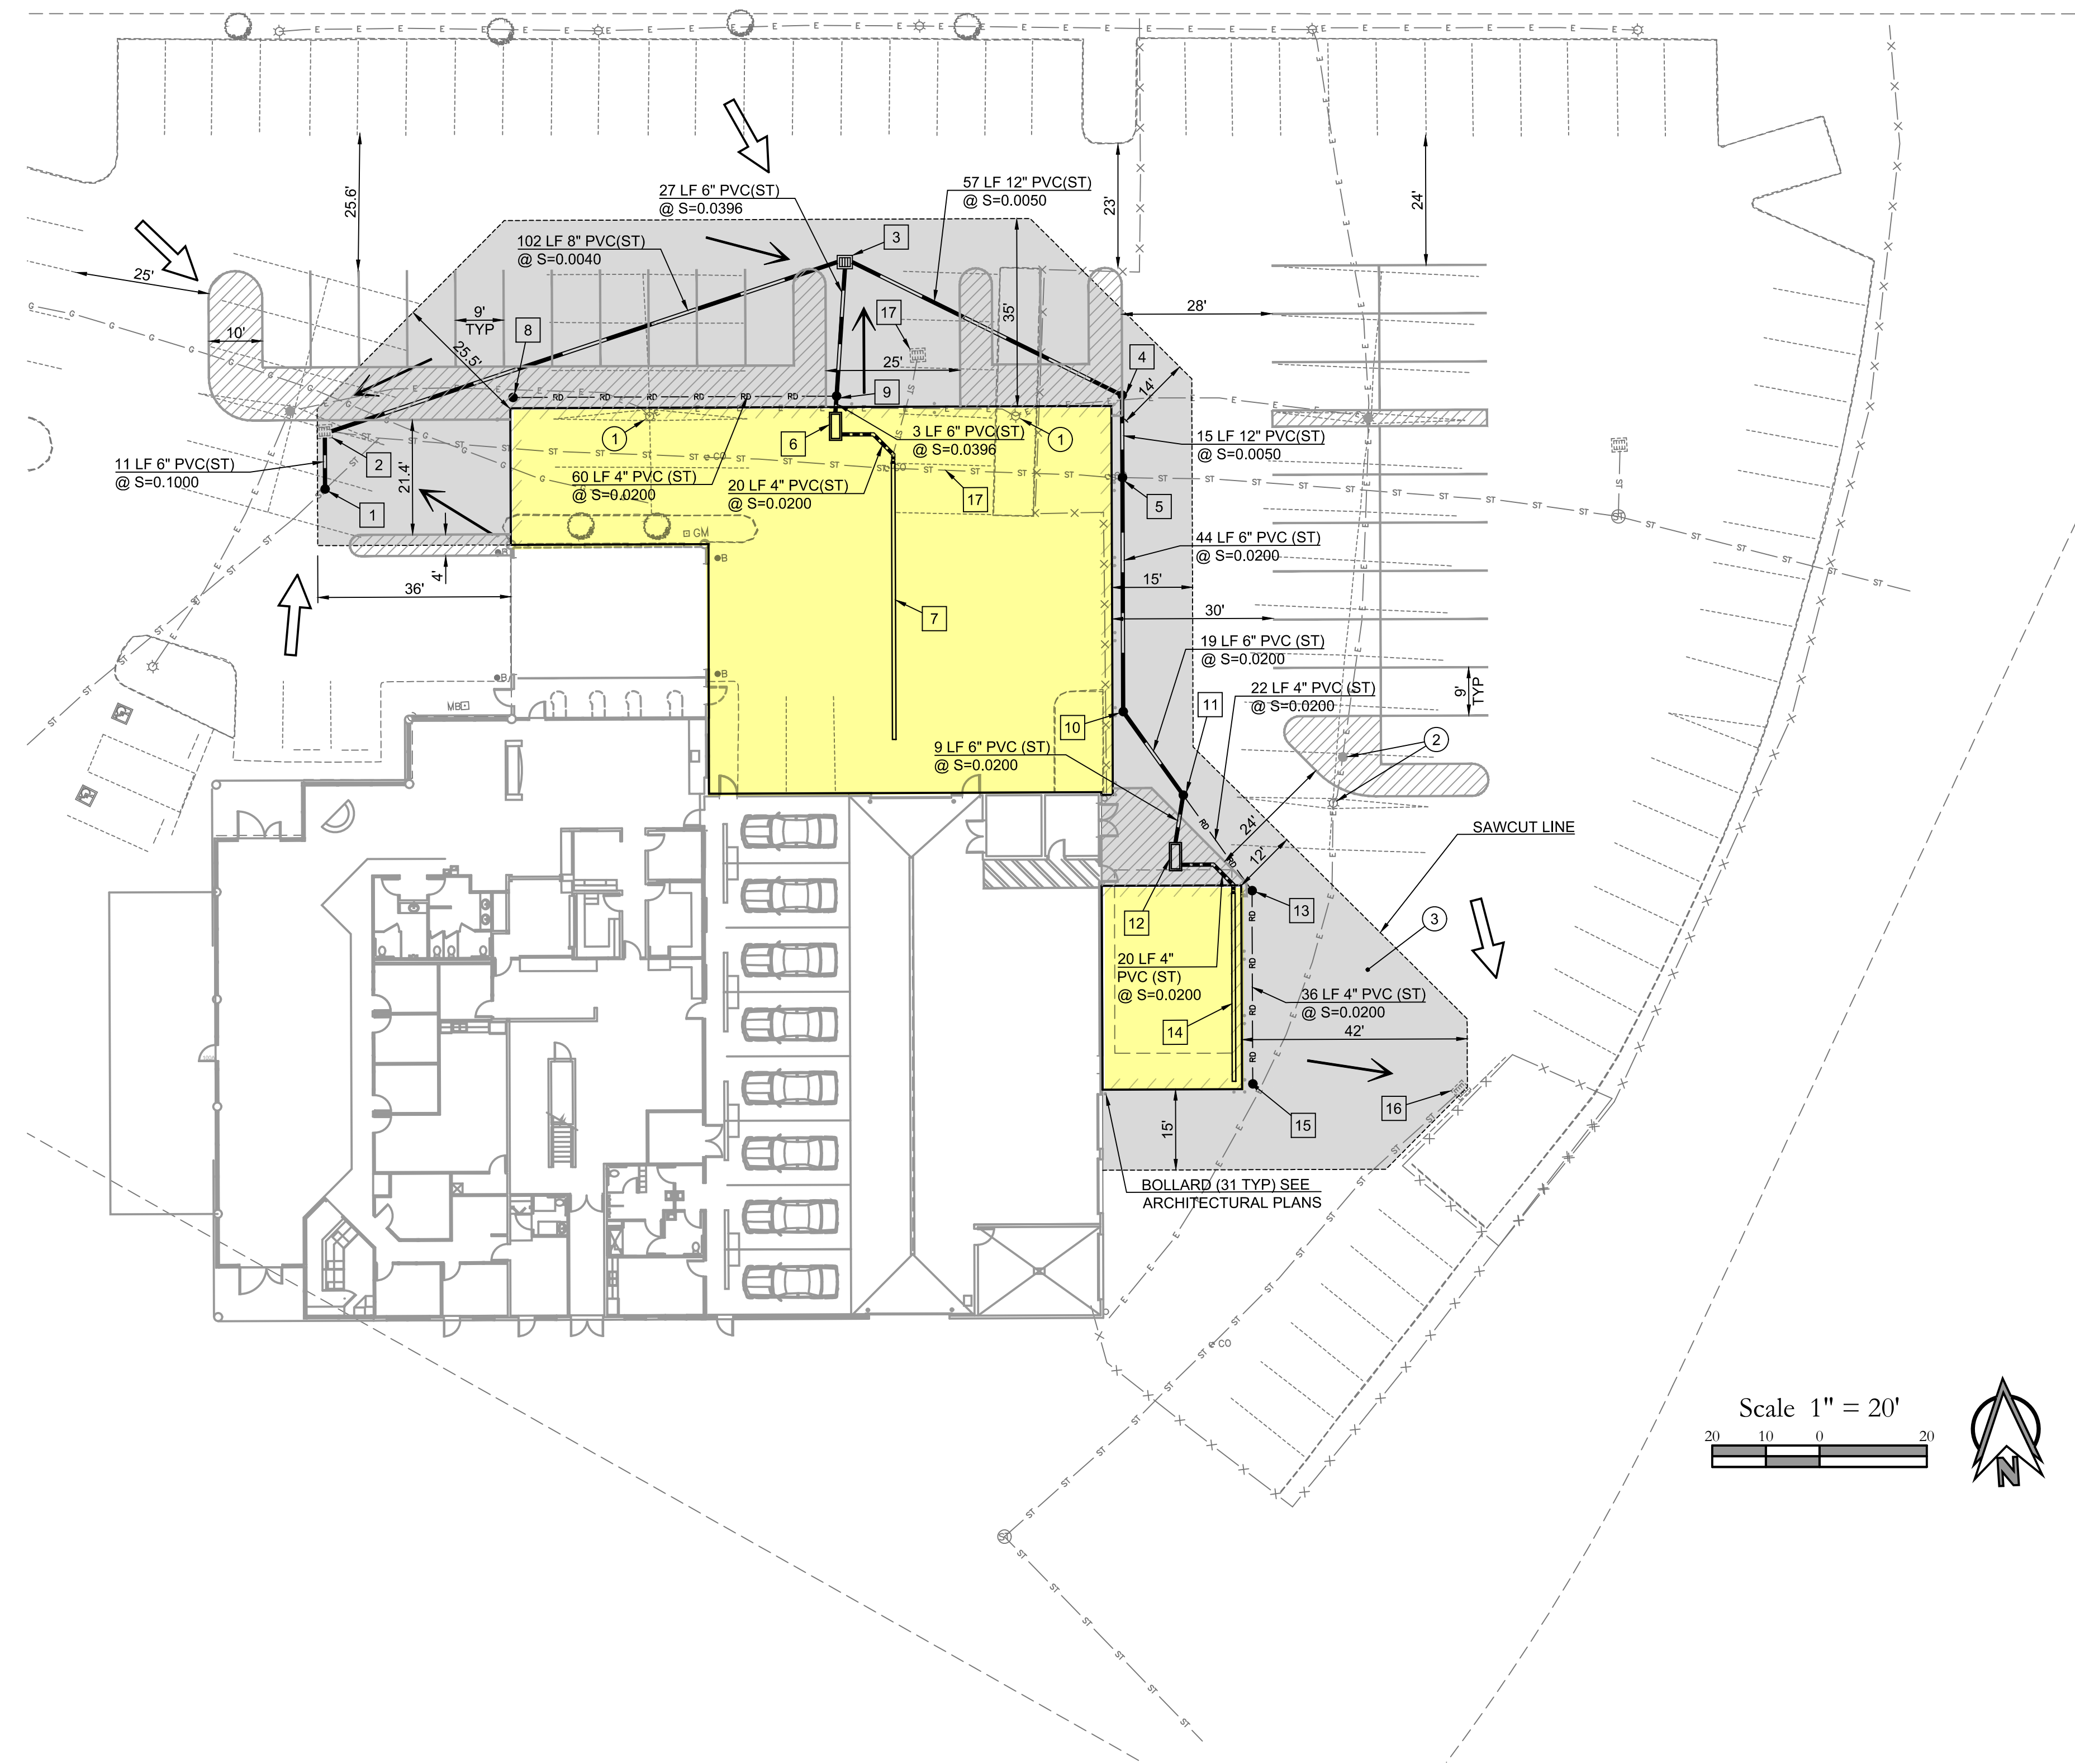 E E E E E E E E E E E E E E
25.6'
23'
24'
27 LF 6" PVC(ST)
@ S=0.0396
57 LF 12" PVC(ST)
@ S=0.0050
102 LF 8" PVC(ST)
@ S=0.0040
3
25'
10'
9'
TYP
25.5'
8
17
35'
28'
4
14'
25'
9
1
6
3 LF 6" PVC(ST)
@ S=0.0396
1
15 LF 12" PVC(ST)
@ S=0.0050
11 LF 6" PVC(ST)
@ S=0.1000
2
21.4'
1
60 LF 4" PVC (ST)
@ S=0.0200
20 LF 4" PVC(ST)
@ S=0.0200
17
5
CO
GM
B
B
44 LF 6" PVC (ST)
@ S=0.0200
4'
36'
15'
7
30'
19 LF 6" PVC (ST)
@ S=0.0200
22 LF 4" PVC (ST)
@ S=0.0200
9'
TYP
B
B
MB
11
10
2
9 LF 6" PVC (ST)
@ S=0.0200
24'
12'
SAWCUT LINE
12
13
3
20 LF 4"
PVC (ST)
@ S=0.0200
36 LF 4" PVC (ST)
@ S=0.0200
14
42'
16
15
15'
BOLLARD (31 TYP) SEE
ARCHITECTURAL PLANS
CO
Scale 1" = 20'
20 10 0 20
N